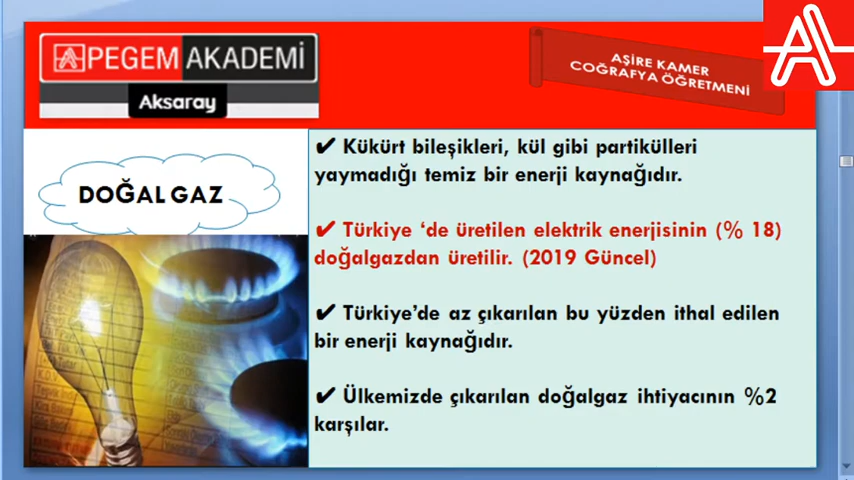 PEGEM AKADEMİ
Aksaray
AŞİRE KAMER
COĞRAFYA ÖĞRETMENİ
DOĞALGAZ
✔ Kükürt bileşikleri, kül gibi partikülleri
yaymadığı temiz bir enerji kaynağıdır.
✔ Türkiye ‘de üretilen elektrik enerjisinin (% 18)
doğalgazdan üretilir. (2019 Güncel)
✔ Türkiye’de az çıkarılan bu yüzden ithal edilen
bir enerji kaynağıdır.
✔ Ülkemizde çıkarılan doğalgaz ihtiyacının %2
karşılar.